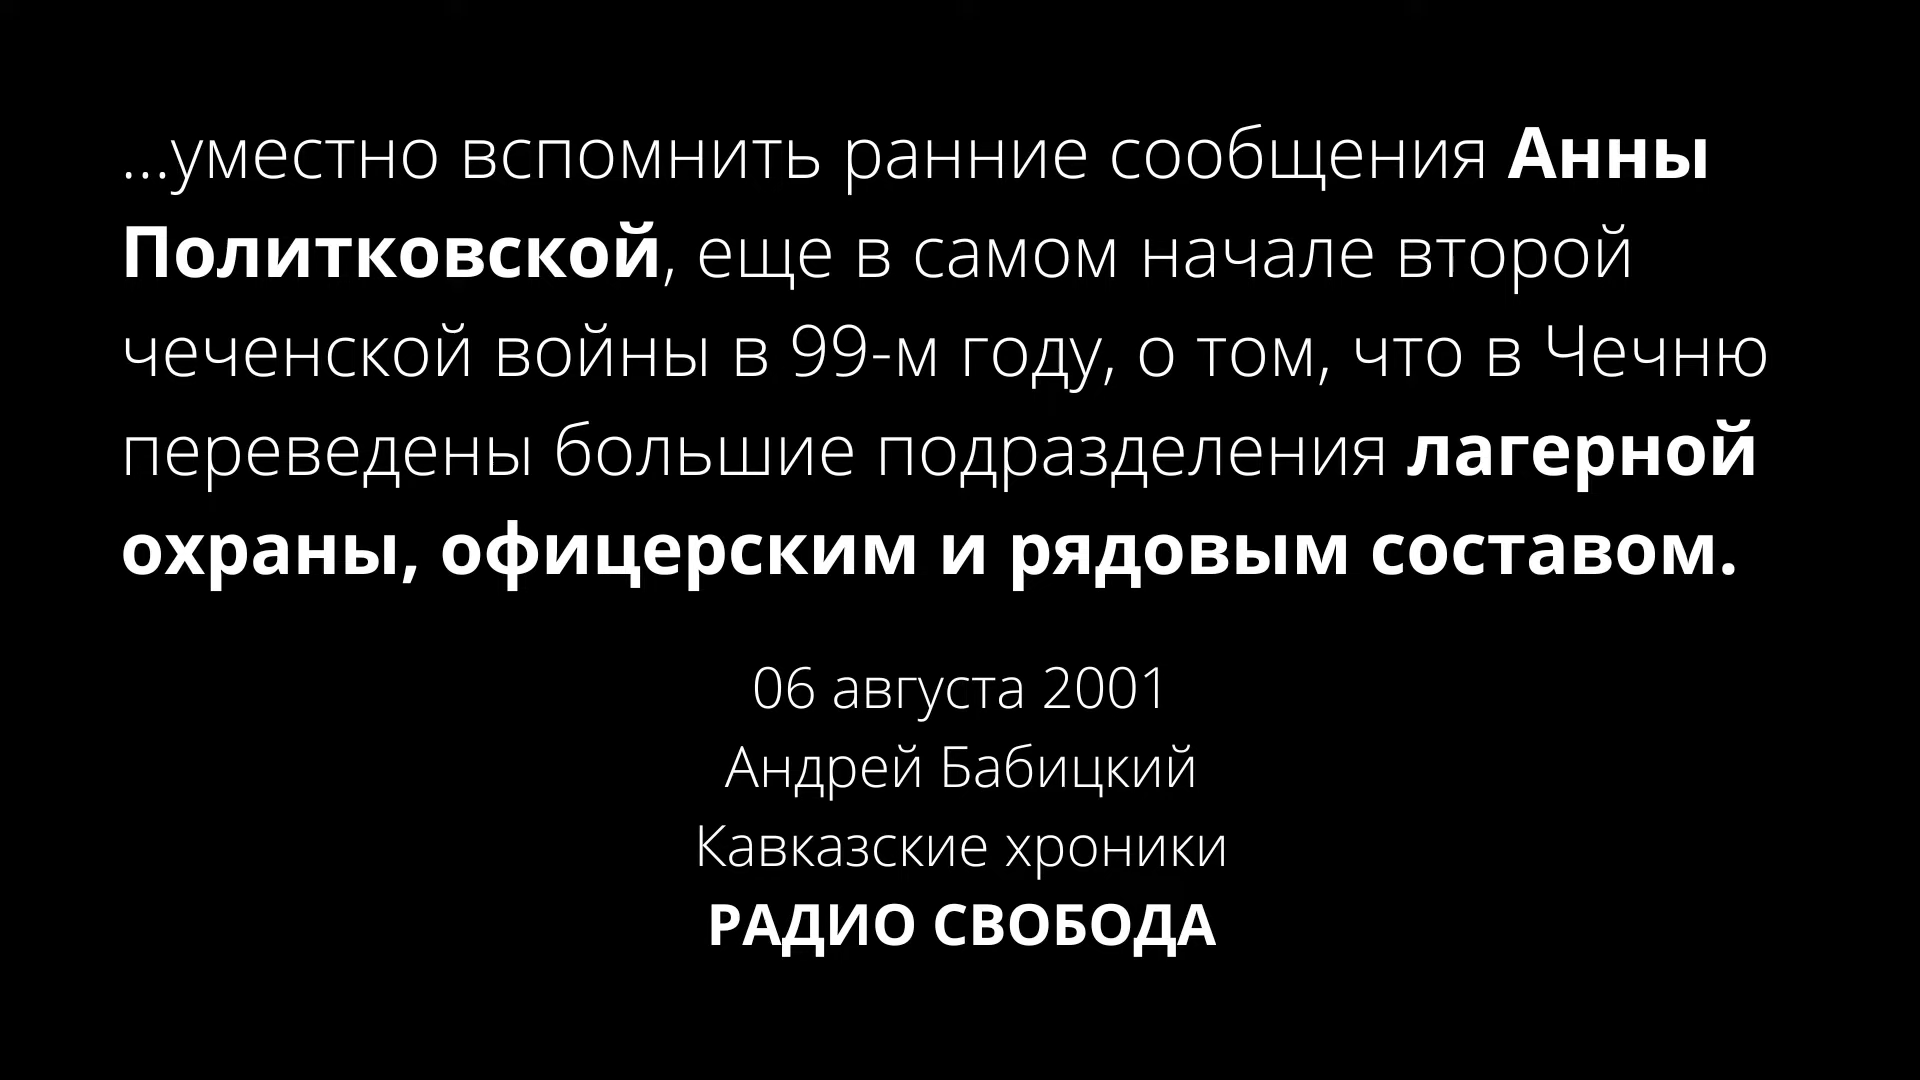 ...уместно вспомнить ранние сообщения Анны
Политковской, еще в самом начале второй
чеченской войны в 99-м году, о том, что в Чечню
переведены большие подразделения лагерной
охраны, офицерским и рядовым составом.
06 августа 2001
Андрей Бабицкий
Кавказские хроники
РАДИО СВОБОДА